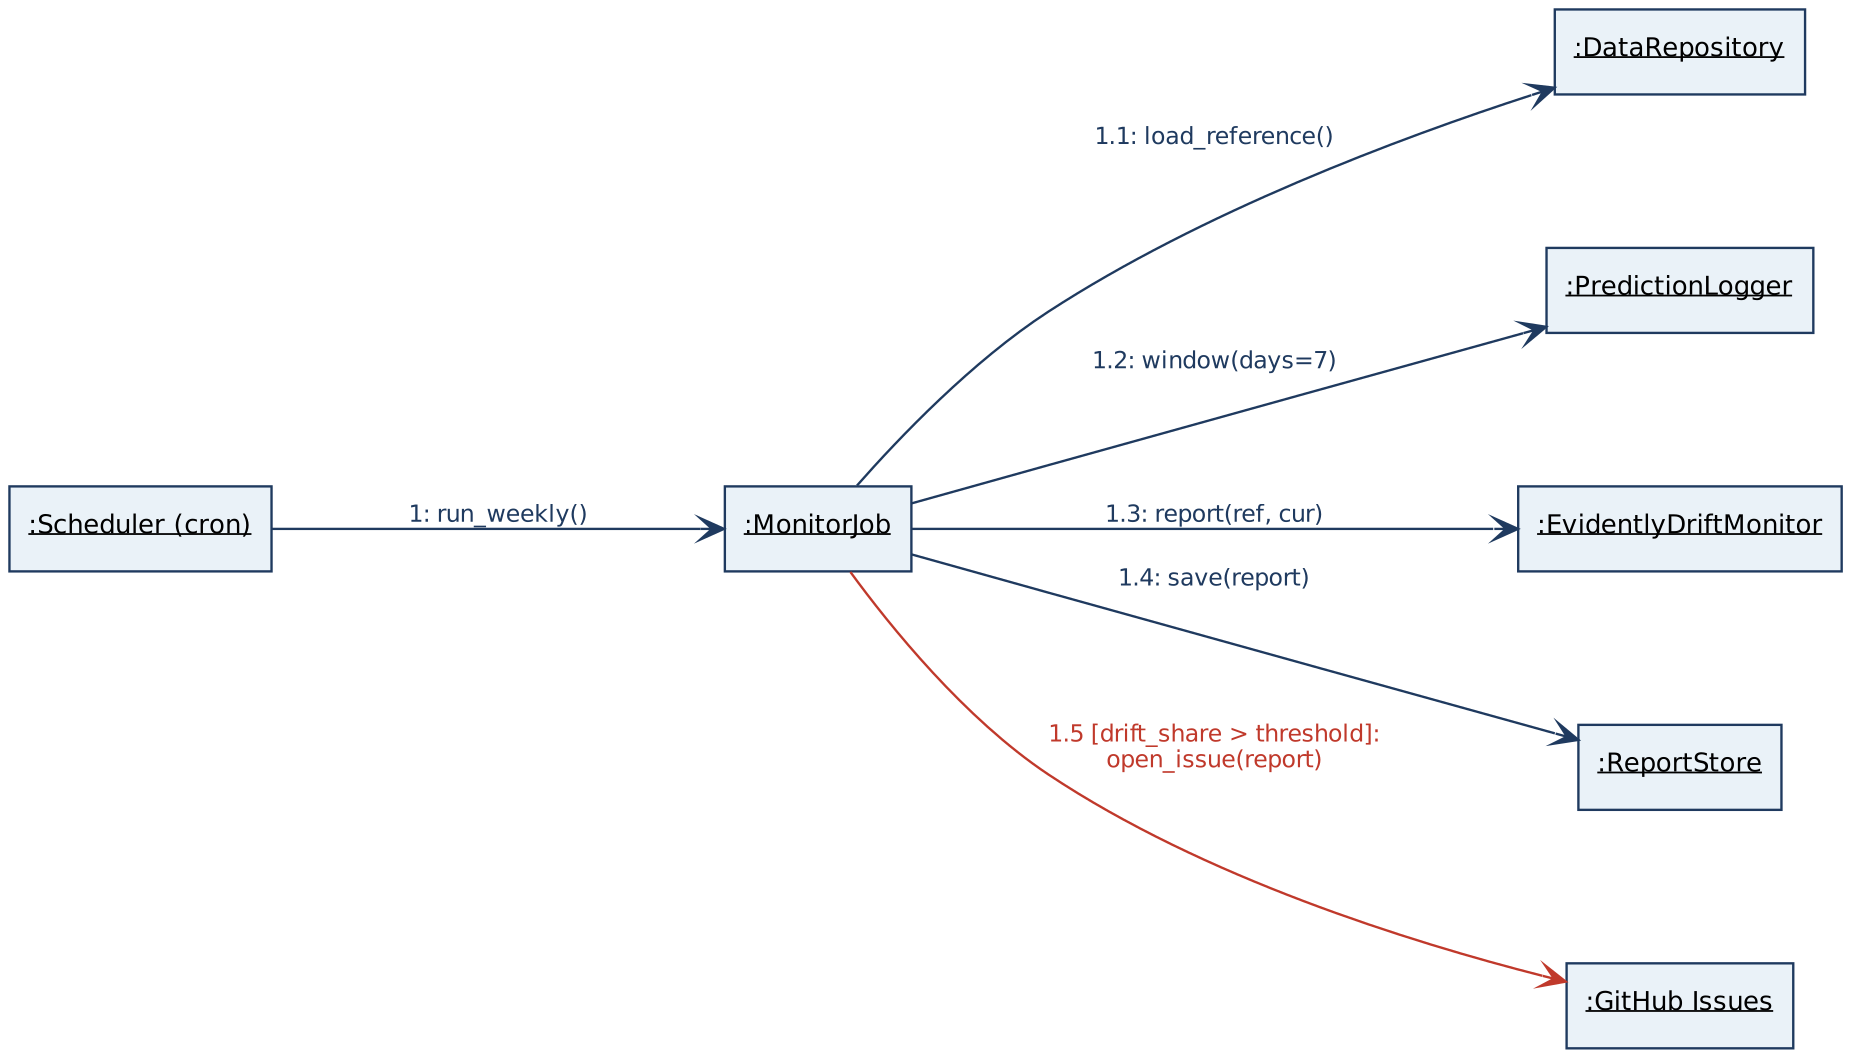 :DataRepository
1.1: load_reference()
:PredictionLogger
1.2: window(days=7)
:Scheduler (cron)
1: run_weekly()
:MonitorJob
1.3: report(ref, cur)
:EvidentlyDriftMonitor
1.4: save(report)
:ReportStore
1.5 [drift_share > threshold]:
open_issue(report)
:GitHub Issues